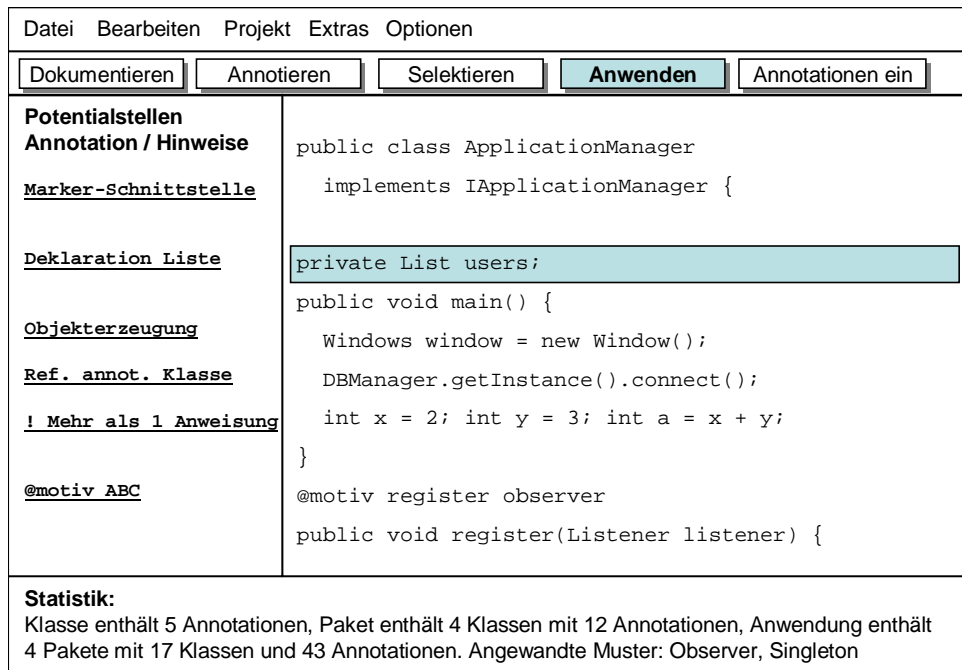 Datei Bearbeiten Projekt Extras Optionen
Dokumentieren Annotieren Selektieren Anwenden Annotationen ein
Potentialstellen
Annotation / Hinweise
Marker-Schnittstelle
Deklaration Liste
Objekterzeugung
Ref. annot. Klasse
! Mehr als 1 Anweisung
@motiv ABC
public class ApplicationManager
implements IApplicationManager {
private List users;
public void main() {
Windows window = new Window();
DBManager.getInstance().connect();
int x = 2; int y = 3; int a = x + y;
}
@motiv register observer
public void register(Listener listener) {
Statistik:
Klasse enthält 5 Annotationen, Paket enthält 4 Klassen mit 12 Annotationen, Anwendung enthält
4 Pakete mit 17 Klassen und 43 Annotationen. Angewandte Muster: Observer, Singleton